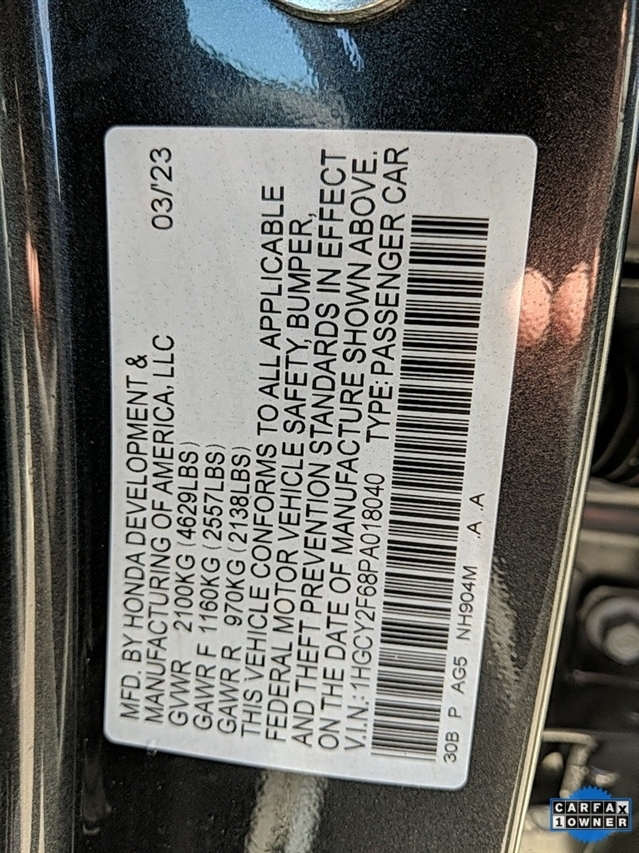 MFD. BY HONDA DEVELOPMENT &
MANUFACTURING OF AMERICA, LLC 03/'23
GVWR 2100KG (4629LBS)
GAWR F 1160KG (2557LBS)
GAWR R 970KG (2138LBS)
THIS VEHICLE CONFORMS TO ALL APPLICABLE
FEDERAL MOTOR VEHICLE SAFETY, BUMPER,
AND THEFT PREVENTION STANDARDS IN EFFECT
ON THE DATE OF MANUFACTURE SHOWN ABOVE.
V.I.N.: 1HGCY2F68PA018040 TYPE: PASSENGER CAR
30B P AG5 NH904M .A .A
CARFAX
1 OWNER